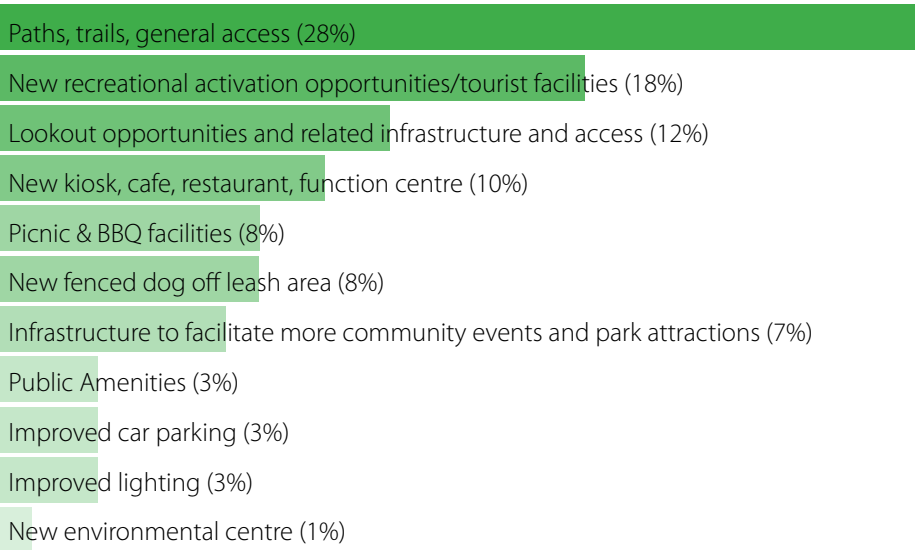 Paths, trails, general access (28%)
New recreational activation opportunities/tourist facilities (18%)
Lookout opportunities and related infrastructure and access (12%)
New kiosk, cafe, restaurant, function centre (10%)
Picnic & BBQ facilities (8%)
New fenced dog off leash area (8%)
Infrastructure to facilitate more community events and park attractions (7%)
Public Amenities (3%)
Improved car parking (3%)
Improved lighting (3%)
New environmental centre (1%)